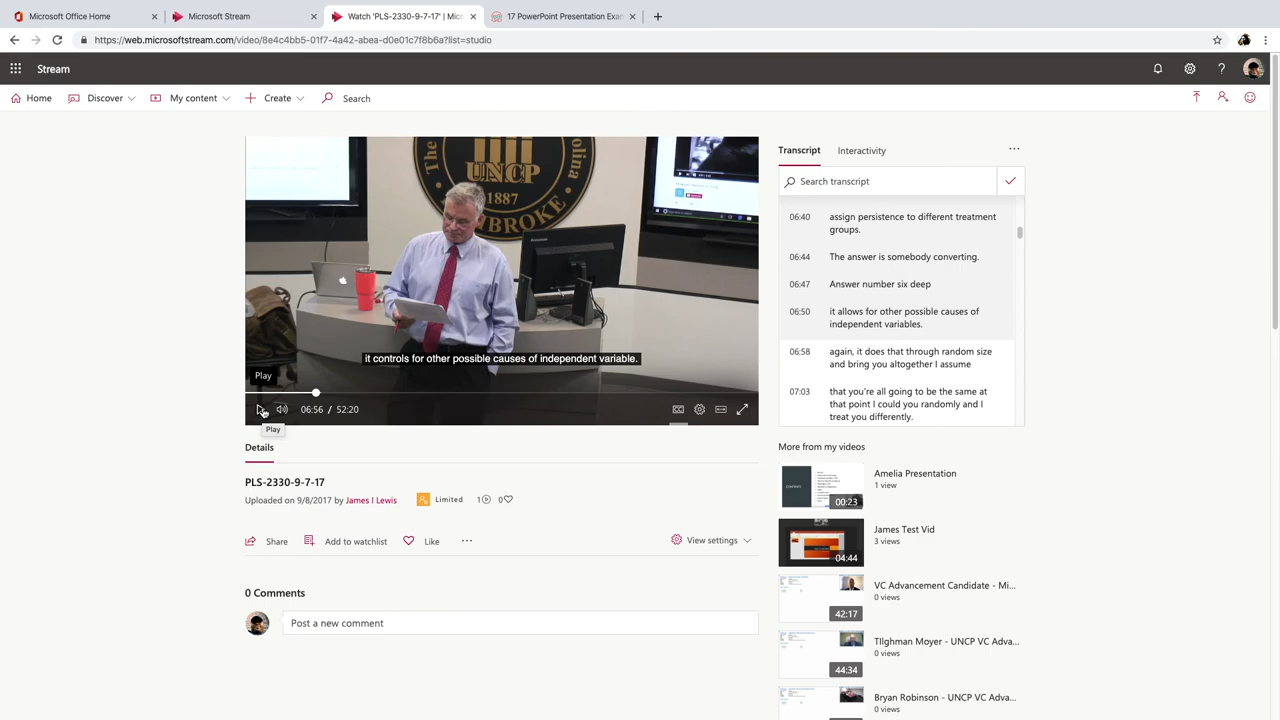 Microsoft Office Home
Microsoft Stream
Watch 'PLS-2330-9-7-17' | Micr
17 PowerPoint Presentation Exam
https://web.microsoftstream.com/video/8e4c4bb5-01f7-4a42-abea-d0e01c7f8b6a?list=studio
Stream
Home
Discover
My content
Create
Search
The
UNCP
1887
olina
BROKE
it controls for other possible causes of independent variable.
Play
06:56 / 52:20
Play
Transcript
Interactivity
Search transcript
06:40
assign persistence to different treatment
groups.
06:44
The answer is somebody converting.
06:47
Answer number six deep
06:50
it allows for other possible causes of
independent variables.
06:58
again, it does that through random size
and bring you altogether I assume
07:03
that you're all going to be the same at
that point I could you randomly and I
treat you differently.
Details
PLS-2330-9-7-17
Uploaded on 9/8/2017 by James I Lewis
Limited
1
0
Share
Add to watchlist
Like
View settings
0 Comments
Post a new comment
More from my videos
00:23
Amelia Presentation
1 view
04:44
James Test Vid
3 views
42:17
VC Advancement Candidate - Mi...
0 views
44:34
TIlghman Moyer - UNCP VC Adva...
0 views
Bryan Robinson - UNCP VC Adva...
0 views